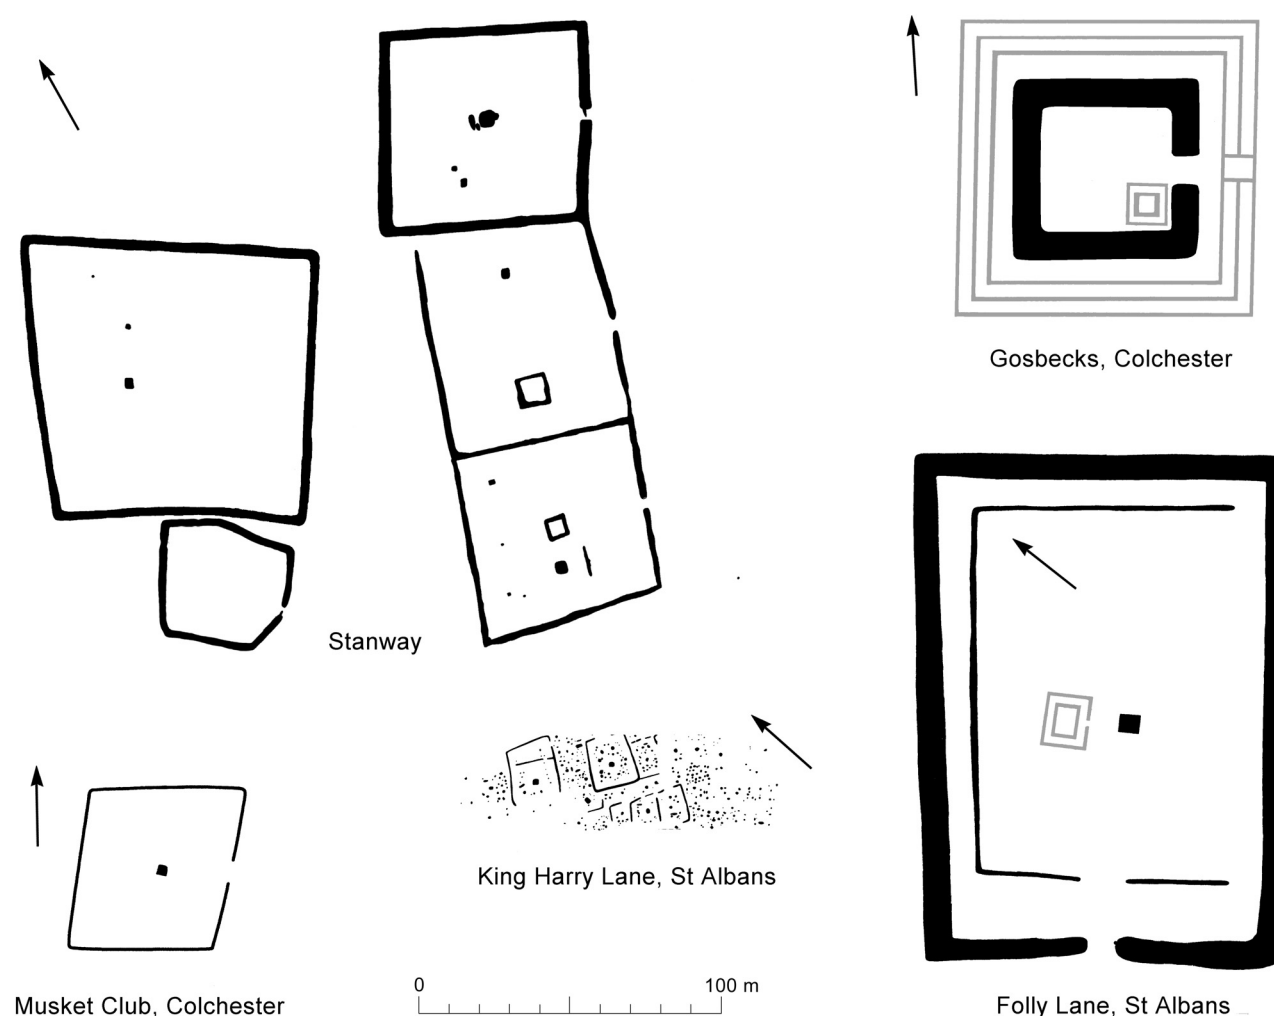 Gosbecks, Colchester
Stanway
King Harry Lane, St Albans
Musket Club, Colchester
0 100 m
Folly Lane, St Albans